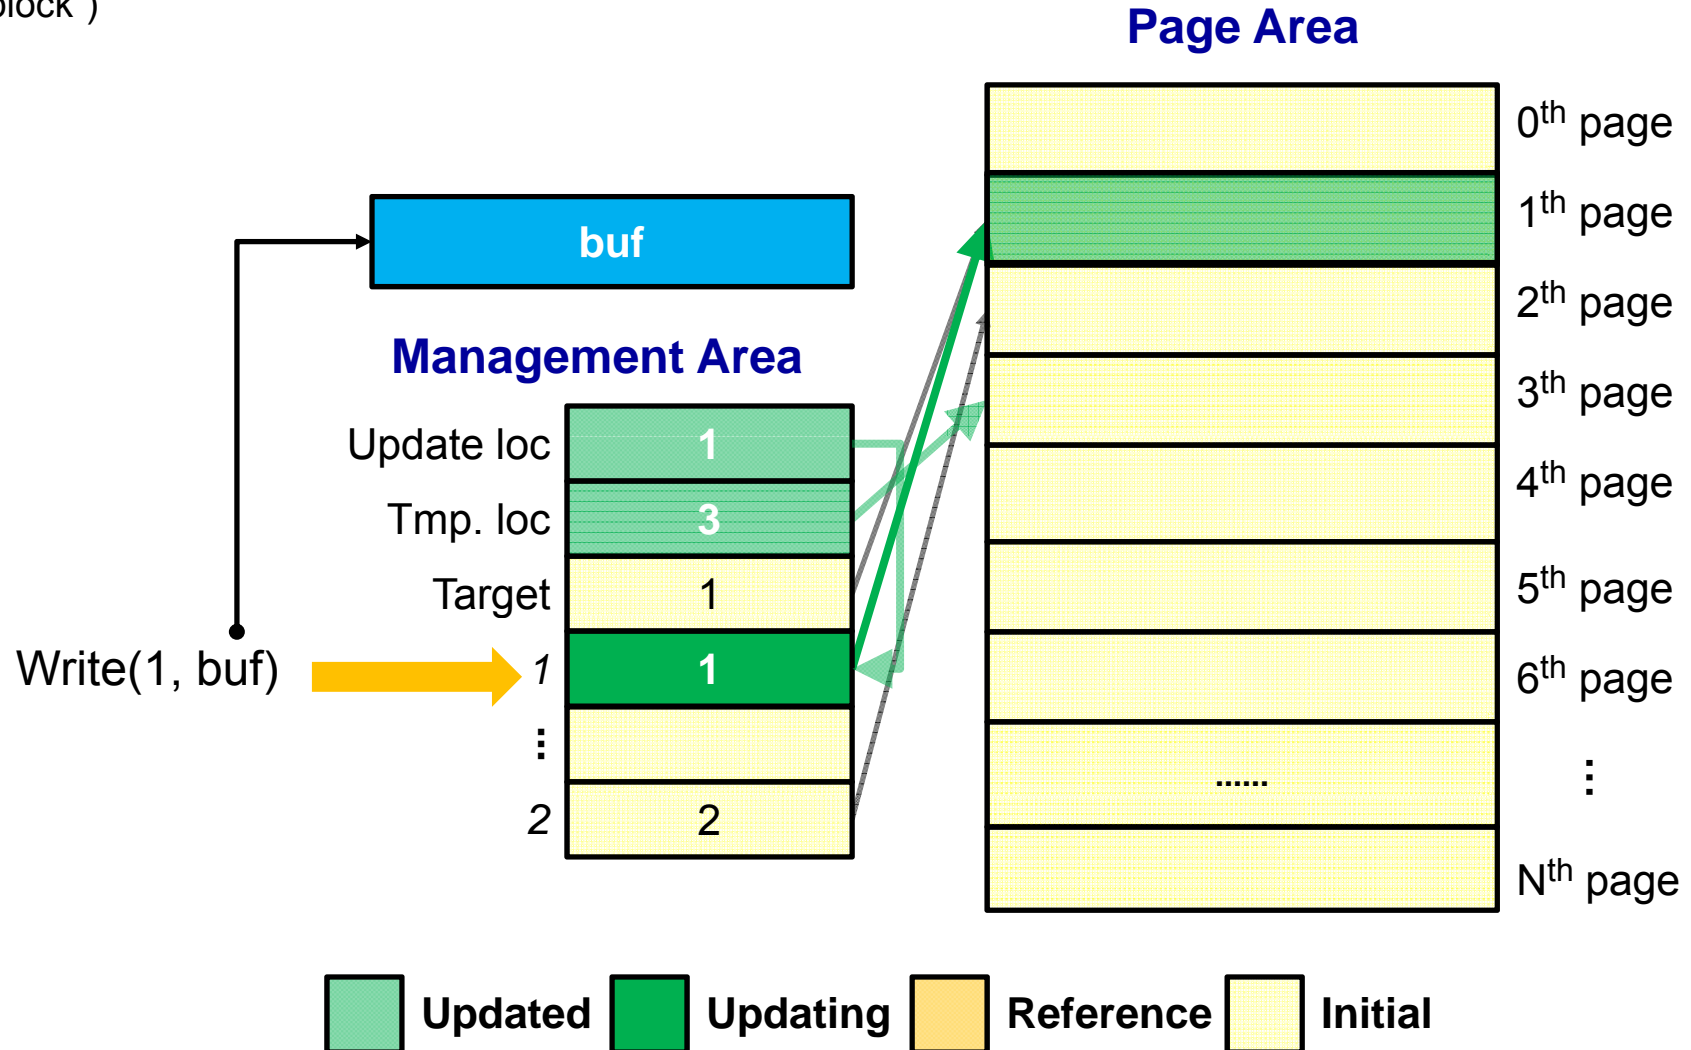 block")
Page Area
0th page
1th page
buf
2th page
Management Area
3th page
Update loc 1
4th page
Tmp. loc 3
Target 1
5th page
Write(1, buf) 1 1
6th page
⋮
...... ⋮
2 2
Nth page
Updated Updating Reference Initial